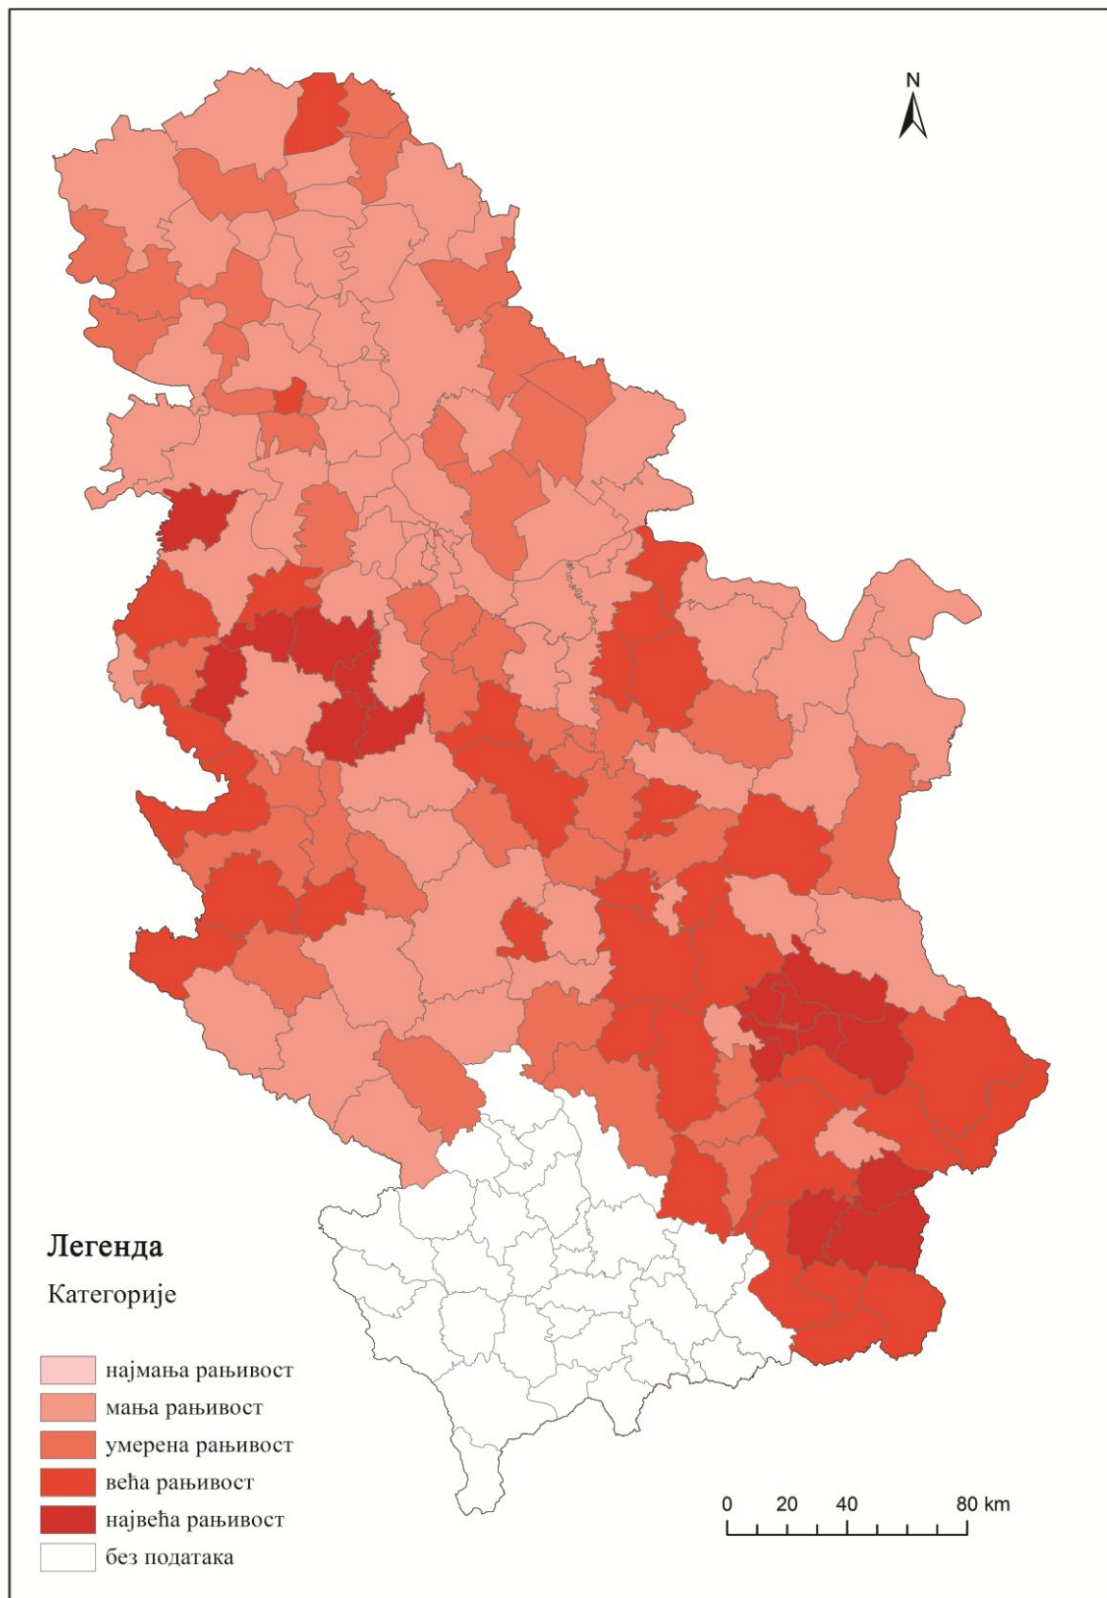 N
Легенда
Категорије
најмања рањивост
мања рањивост
умерена рањивост
већа рањивост
највећа рањивост
без података
0 20 40 80 km